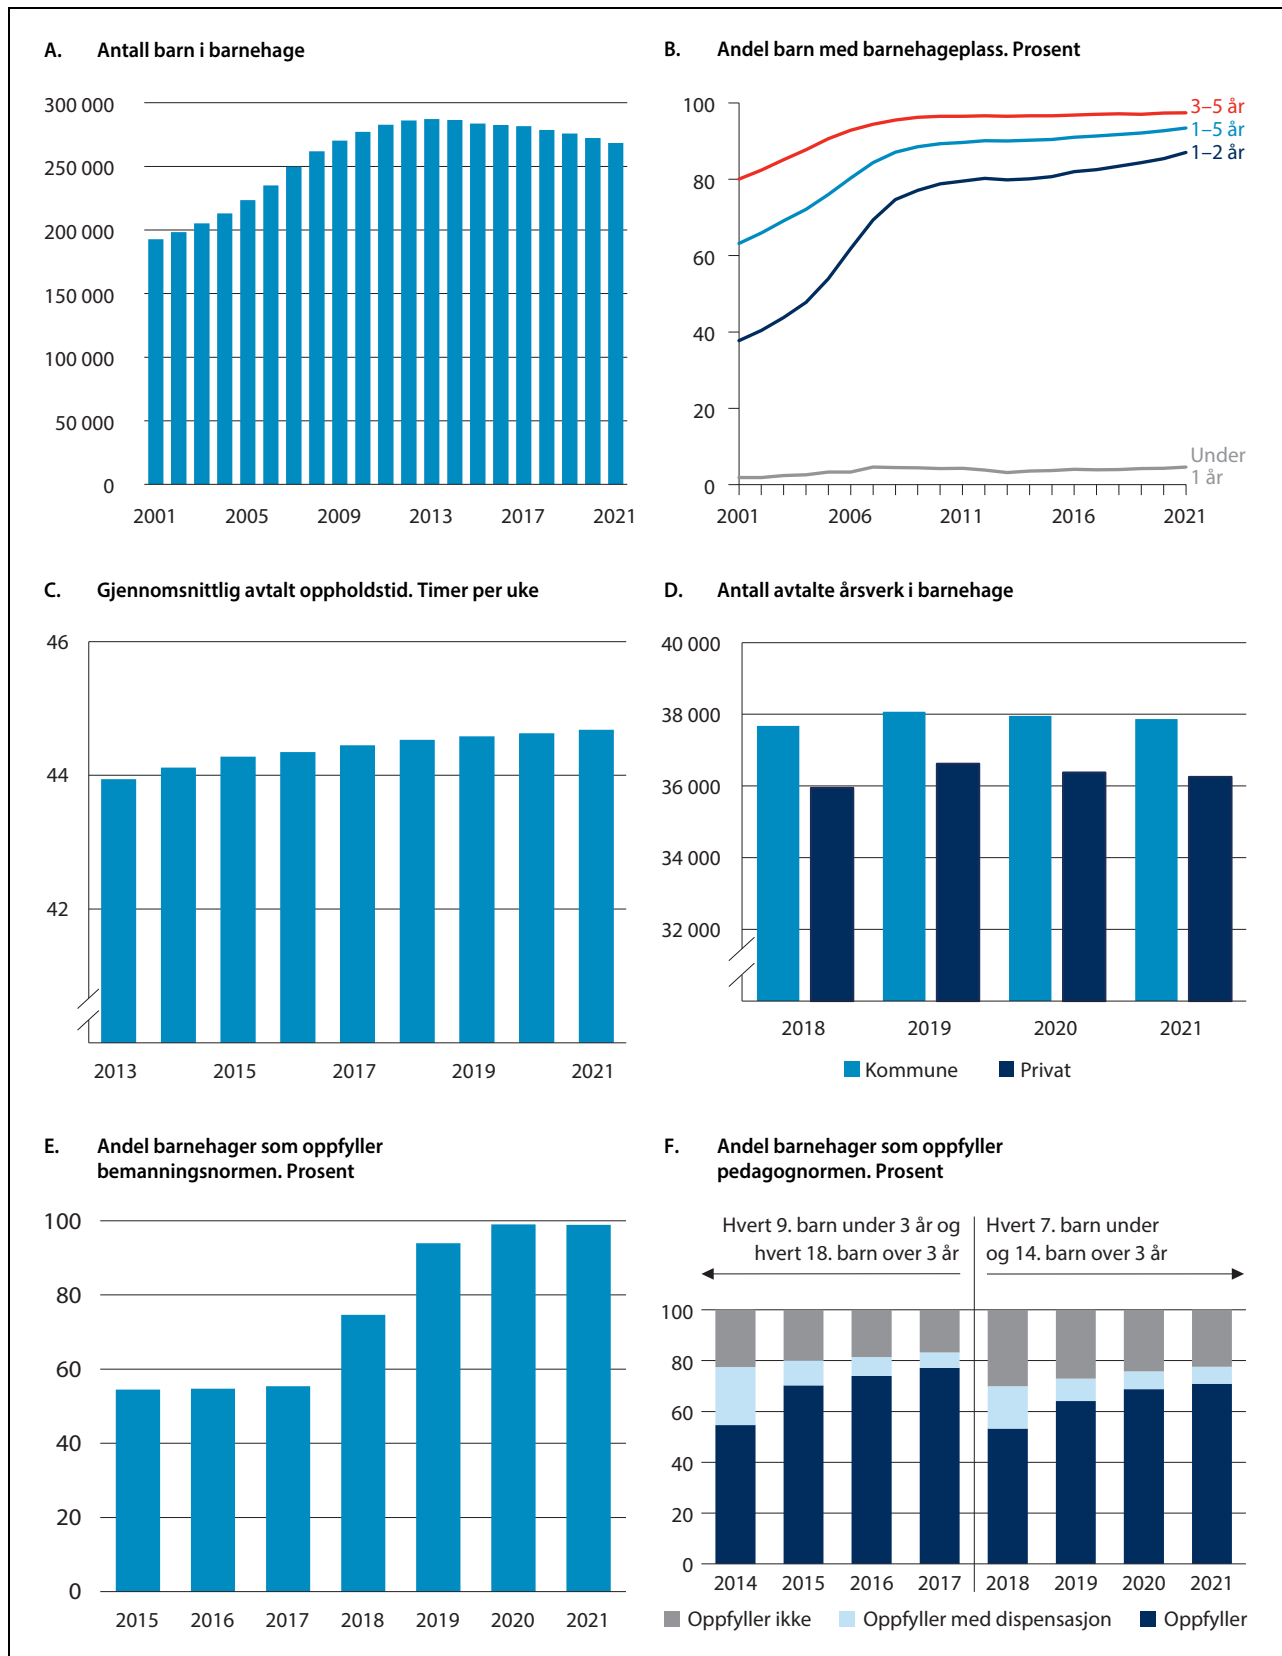 A. Antall barn i barnehage
300 000
250 000
200 000
150 000
100 000
50 000
0
2001 2005 2009 2013 2017 2021
B. Andel barn med barnehageplass. Prosent
100
80
60
40
20
0
3–5 år
1–5 år
1–2 år
Under
1 år
2001 2006 2011 2016 2021
C. Gjennomsnittlig avtalt oppholdstid. Timer per uke
46
44
42
2013 2015 2017 2019 2021
D. Antall avtalte årsverk i barnehage
40 000
38 000
36 000
34 000
32 000
2018 2019 2020 2021
Kommune Privat
E. Andel barnehager som oppfyller
bemanningsnormen. Prosent
100
80
60
40
20
0
2015 2016 2017 2018 2019 2020 2021
F. Andel barnehager som oppfyller
pedagognormen. Prosent
Hvert 9. barn under 3 år og
hvert 18. barn over 3 år
Hvert 7. barn under
og 14. barn over 3 år
100
80
60
40
20
0
2014 2015 2016 2017 2018 2019 2020 2021
Oppfyller ikke Oppfyller med dispensasjon Oppfyller